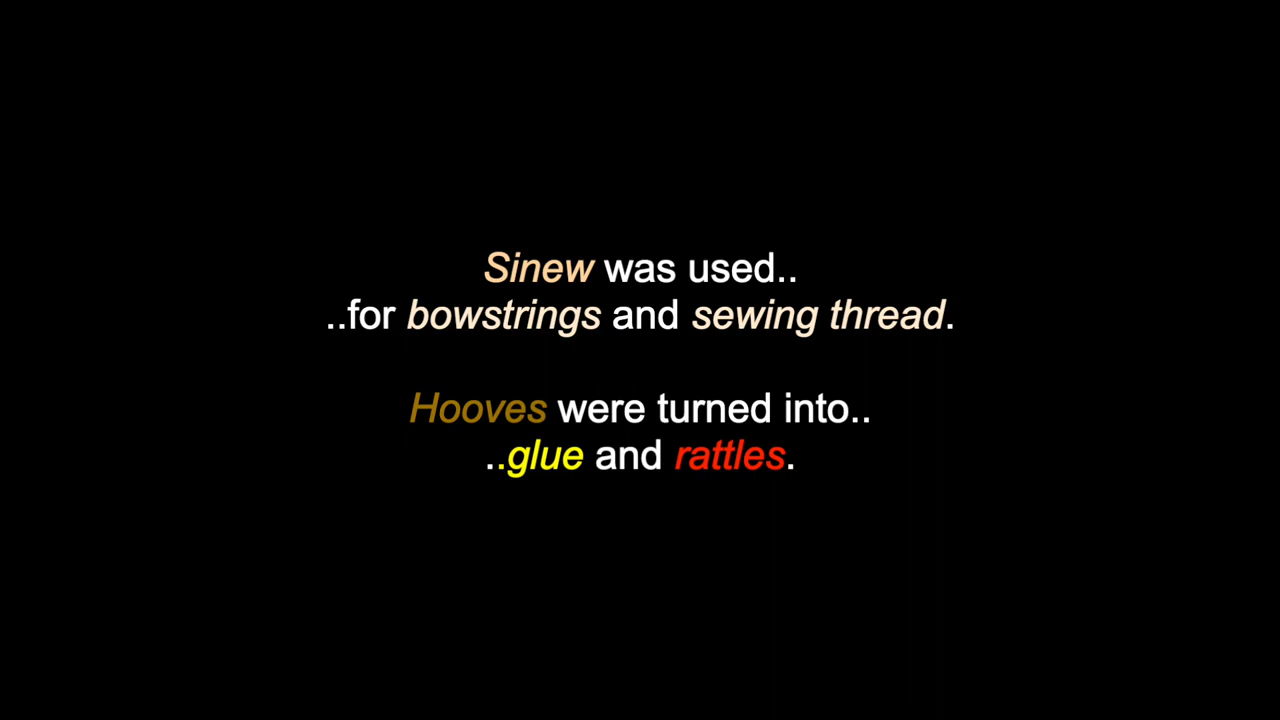 Sinew was used..
..for bowstrings and sewing thread.
Hooves were turned into..
..glue and rattles.